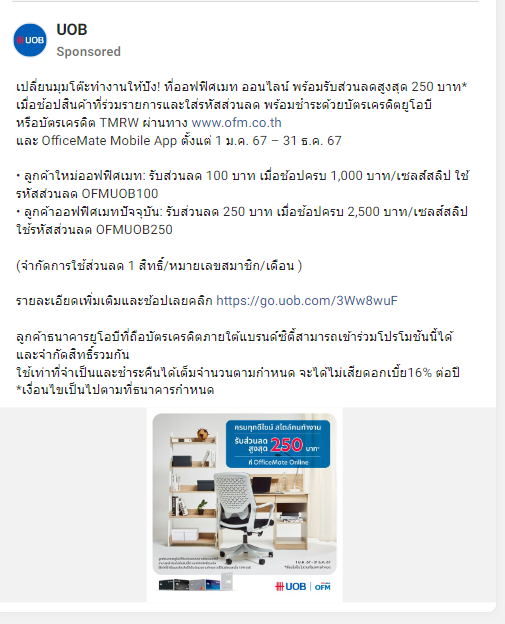 UOB
UOB
Sponsored
เปลี่ยนมุมโต๊ะทำงานให้ปัง! ที่ออฟฟิศเมท ออนไลน์ พร้อมรับส่วนลดสูงสุด 250 บาท*
เมื่อช้อปสินค้าที่ร่วมรายการและใส่รหัสส่วนลด พร้อมชำระด้วยบัตรเครดิตยูโอบี
หรือบัตรเครดิต TMRW ผ่านทาง www.ofm.co.th
และ OfficeMate Mobile App ตั้งแต่ 1 ม.ค. 67 – 31 ธ.ค. 67
• ลูกค้าใหม่ออฟฟิศเมท: รับส่วนลด 100 บาท เมื่อช้อปครบ 1,000 บาท/เซลส์สลิป ใช้
รหัสส่วนลด OFMUOB100
• ลูกค้าออฟฟิศเมทปัจจุบัน: รับส่วนลด 250 บาท เมื่อช้อปครบ 2,500 บาท/เซลส์สลิป
ใช้รหัสส่วนลด OFMUOB250
(จำกัดการใช้ส่วนลด 1 สิทธิ์/หมายเลขสมาชิก/เดือน )
รายละเอียดเพิ่มเติมและช้อปเลยคลิก https://go.uob.com/3Ww8wuF
ลูกค้าธนาคารยูโอบีที่ถือบัตรเครดิตภายใต้แบรนด์ซิตี้สามารถเข้าร่วมโปรโมชันนี้ได้
และจำกัดสิทธิ์รวมกัน
ใช้เท่าที่จำเป็นและชำระคืนได้เต็มจำนวนตามกำหนด จะได้ไม่เสียดอกเบี้ย16% ต่อปี
*เงื่อนไขเป็นไปตามที่ธนาคารกำหนด
ครบทุกดีไซน์ สไตล์คนทำงาน
รับส่วนลด
สูงสุด 250 บาท*
ที่ OfficeMate Online
1 ม.ค. 67 - 31 ธ.ค. 67
UOB
OFM